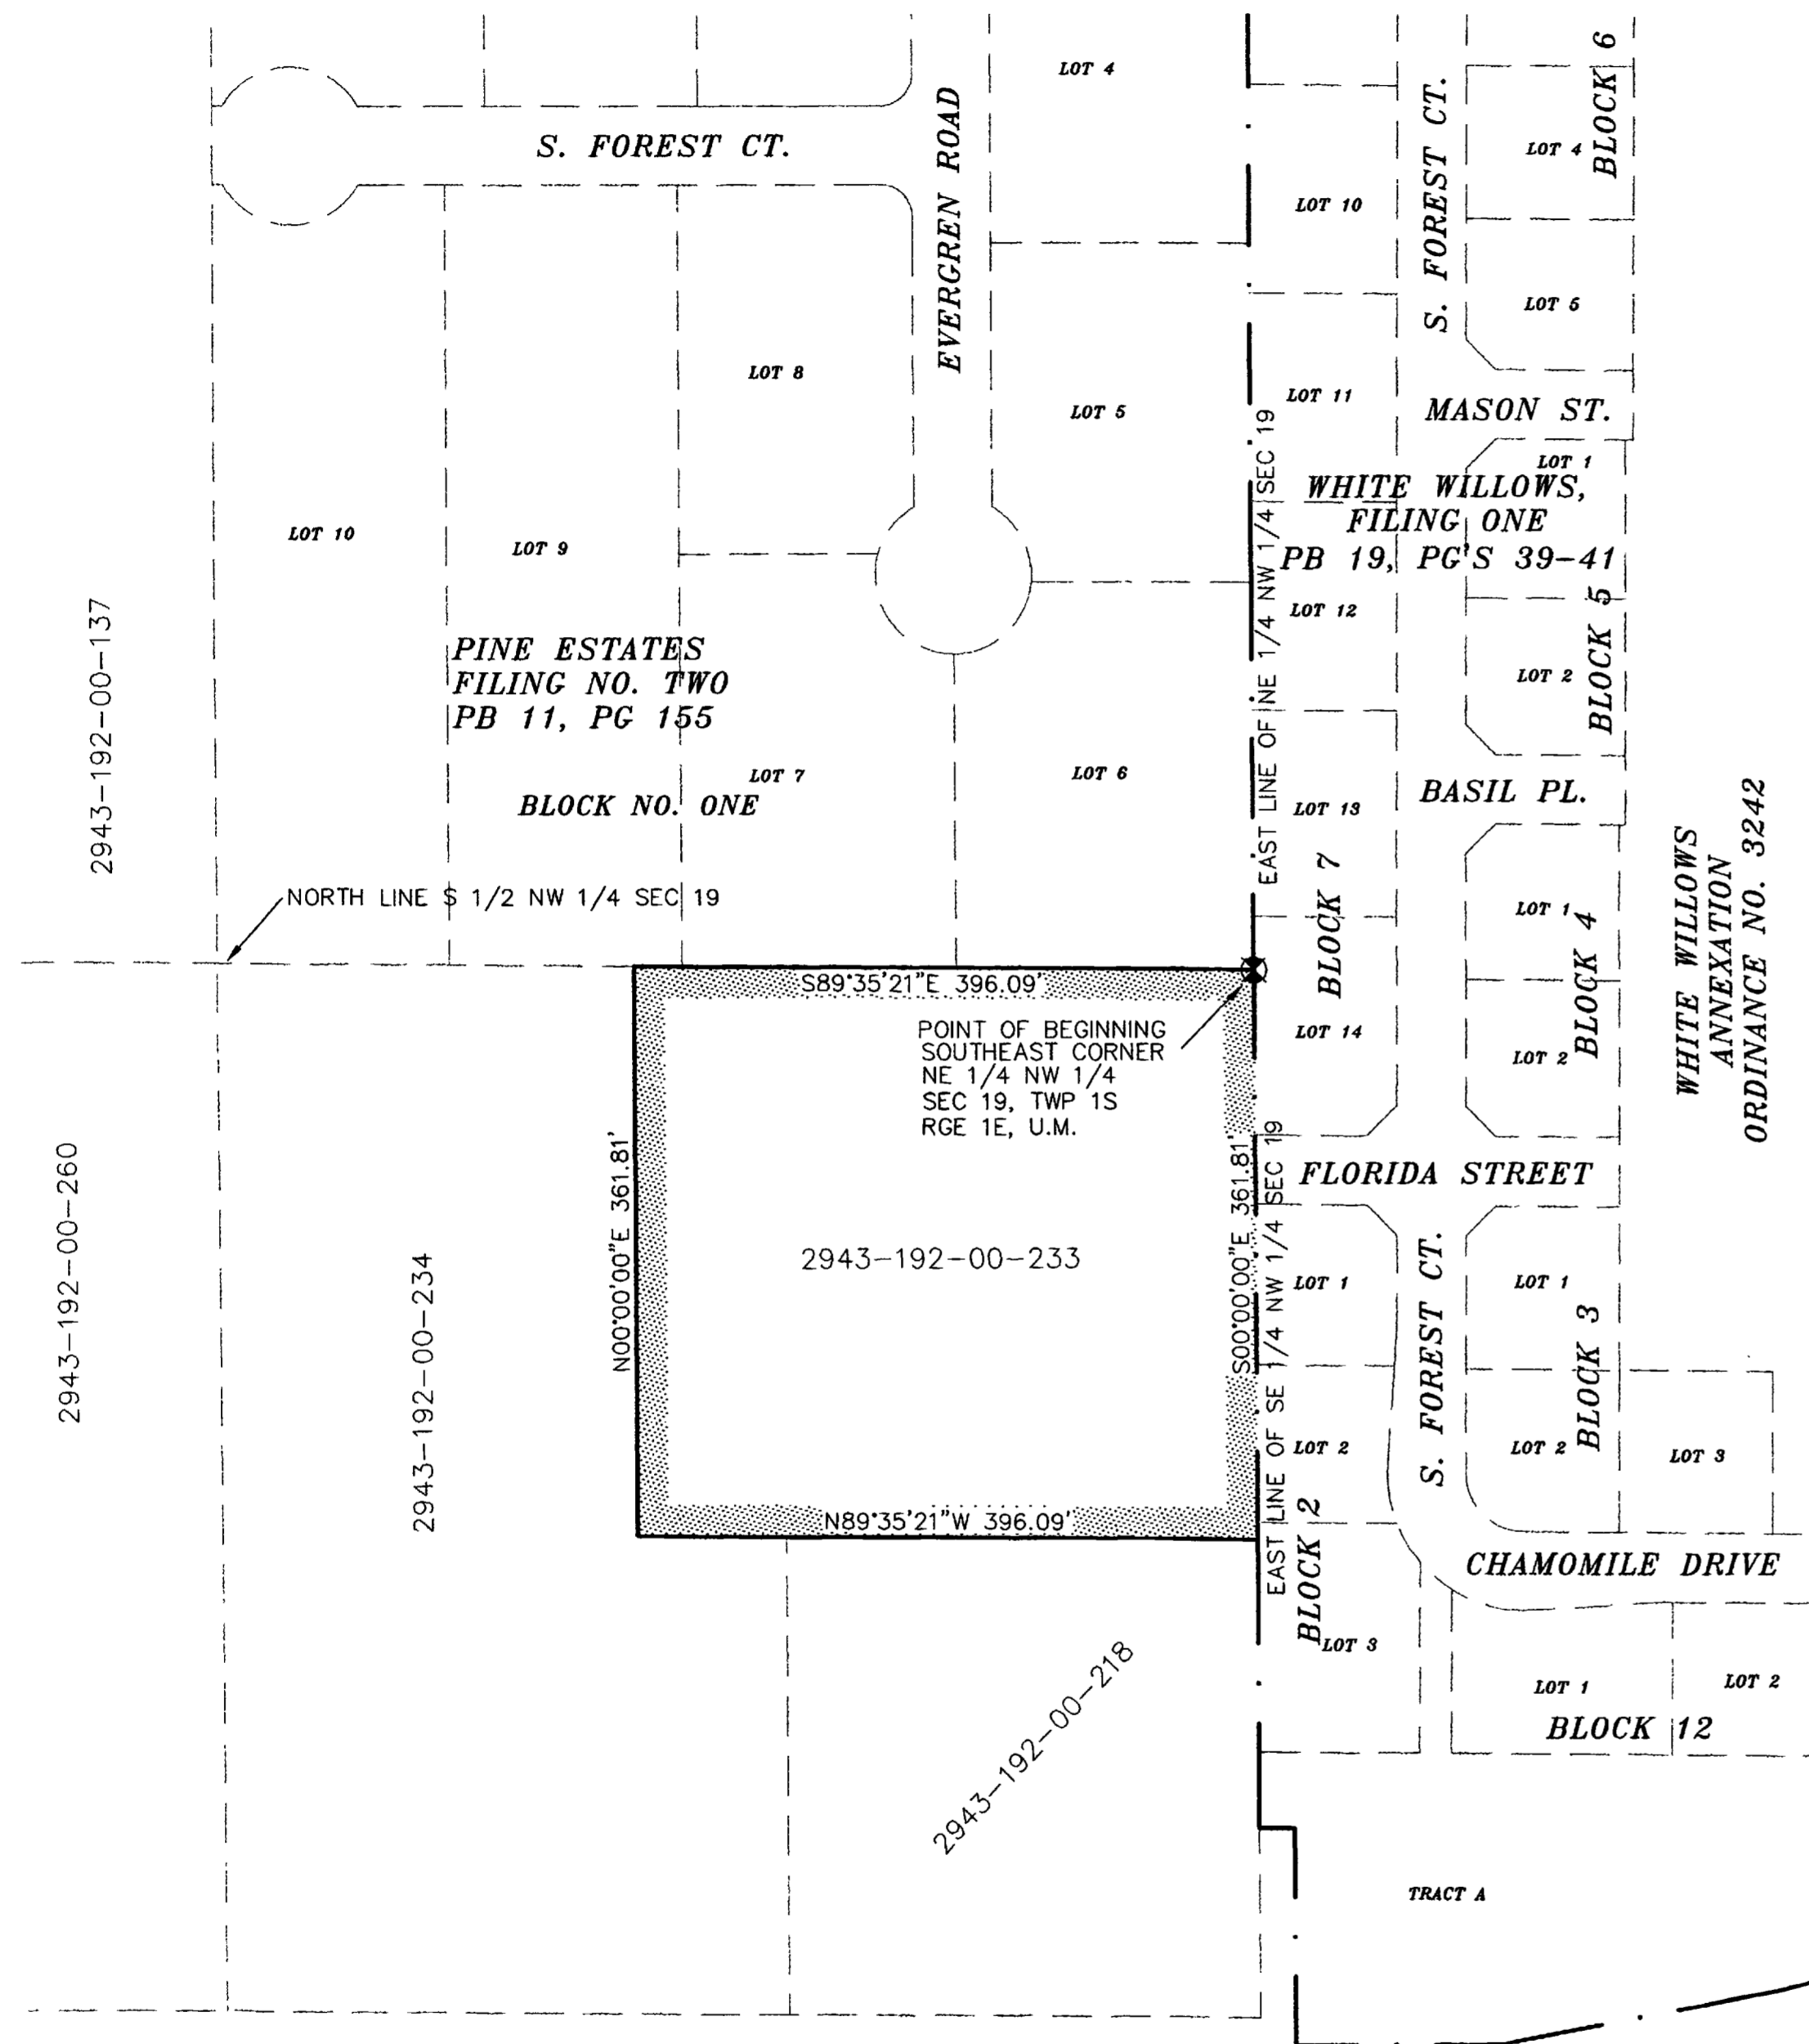 LOT 4
BLOCK 6
S. FOREST CT.
EVERGREN ROAD
S. FOREST CT.
LOT 4
LOT 10
LOT 5
LOT 8
LOT 5
LOT 11
MASON ST.
LOT 1
WHITE WILLOWS,
FILING ONE
PB 19, PG'S 39-41
EAST LINE OF NE 1/4 NW 1/4 SEC 19
LOT 10
LOT 9
LOT 12
BLOCK 5
LOT 2
2943-192-00-137
PINE ESTATES
FILING NO. TWO
PB 11, PG 155
LOT 7
LOT 6
BLOCK NO. ONE
LOT 13
BASIL PL.
BLOCK 7
LOT 1
BLOCK 4
WHITE WILLOWS
ANNEXATION
ORDINANCE NO. 3242
NORTH LINE S 1/2 NW 1/4 SEC 19
S89°35'21"E 396.09'
POINT OF BEGINNING
SOUTHEAST CORNER
NE 1/4 NW 1/4
SEC 19, TWP 1S
RGE 1E, U.M.
LOT 14
LOT 2
FLORIDA STREET
2943-192-00-260
2943-192-00-234
N00°00'00"E 361.81'
2943-192-00-233
S00°00'00"E 361.81'
EAST LINE OF SE 1/4 NW 1/4 SEC 19
LOT 1
S. FOREST CT.
LOT 1
BLOCK 3
LOT 2
LOT 2
LOT 3
N89°35'21"W 396.09'
BLOCK 2
CHAMOMILE DRIVE
LOT 3
2943-192-00-218
LOT 1
LOT 2
BLOCK 12
TRACT A